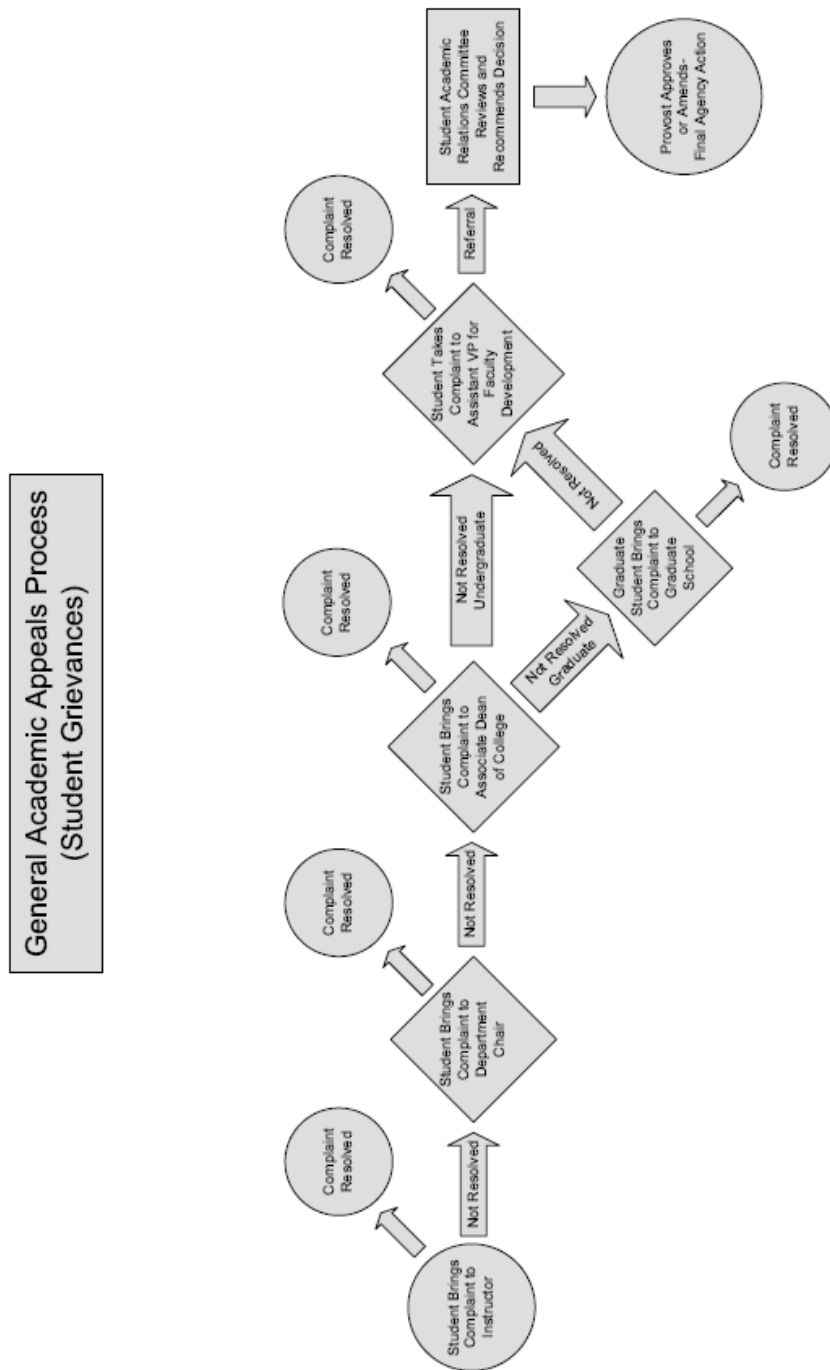 General Academic Appeals Process
(Student Grievances)
Student Brings
Complaint to
Instructor
Complaint
Resolved
Not Resolved
Student Brings
Complaint to
Department
Chair
Complaint
Resolved
Not Resolved
Student Brings
Complaint to
Associate Dean
of College
Complaint
Resolved
Not Resolved
Undergraduate
Not Resolved
Graduate
Graduate
Student Brings
Complaint to
Graduate
School
Complaint
Resolved
Not Resolved
Student Takes
Complaint to
Assistant VP for
Faculty
Development
Complaint
Resolved
Referral
Student Academic
Relations Committee
Reviews and
Recommends Decision
Provost Approves
or Amends-
Final Agency Action